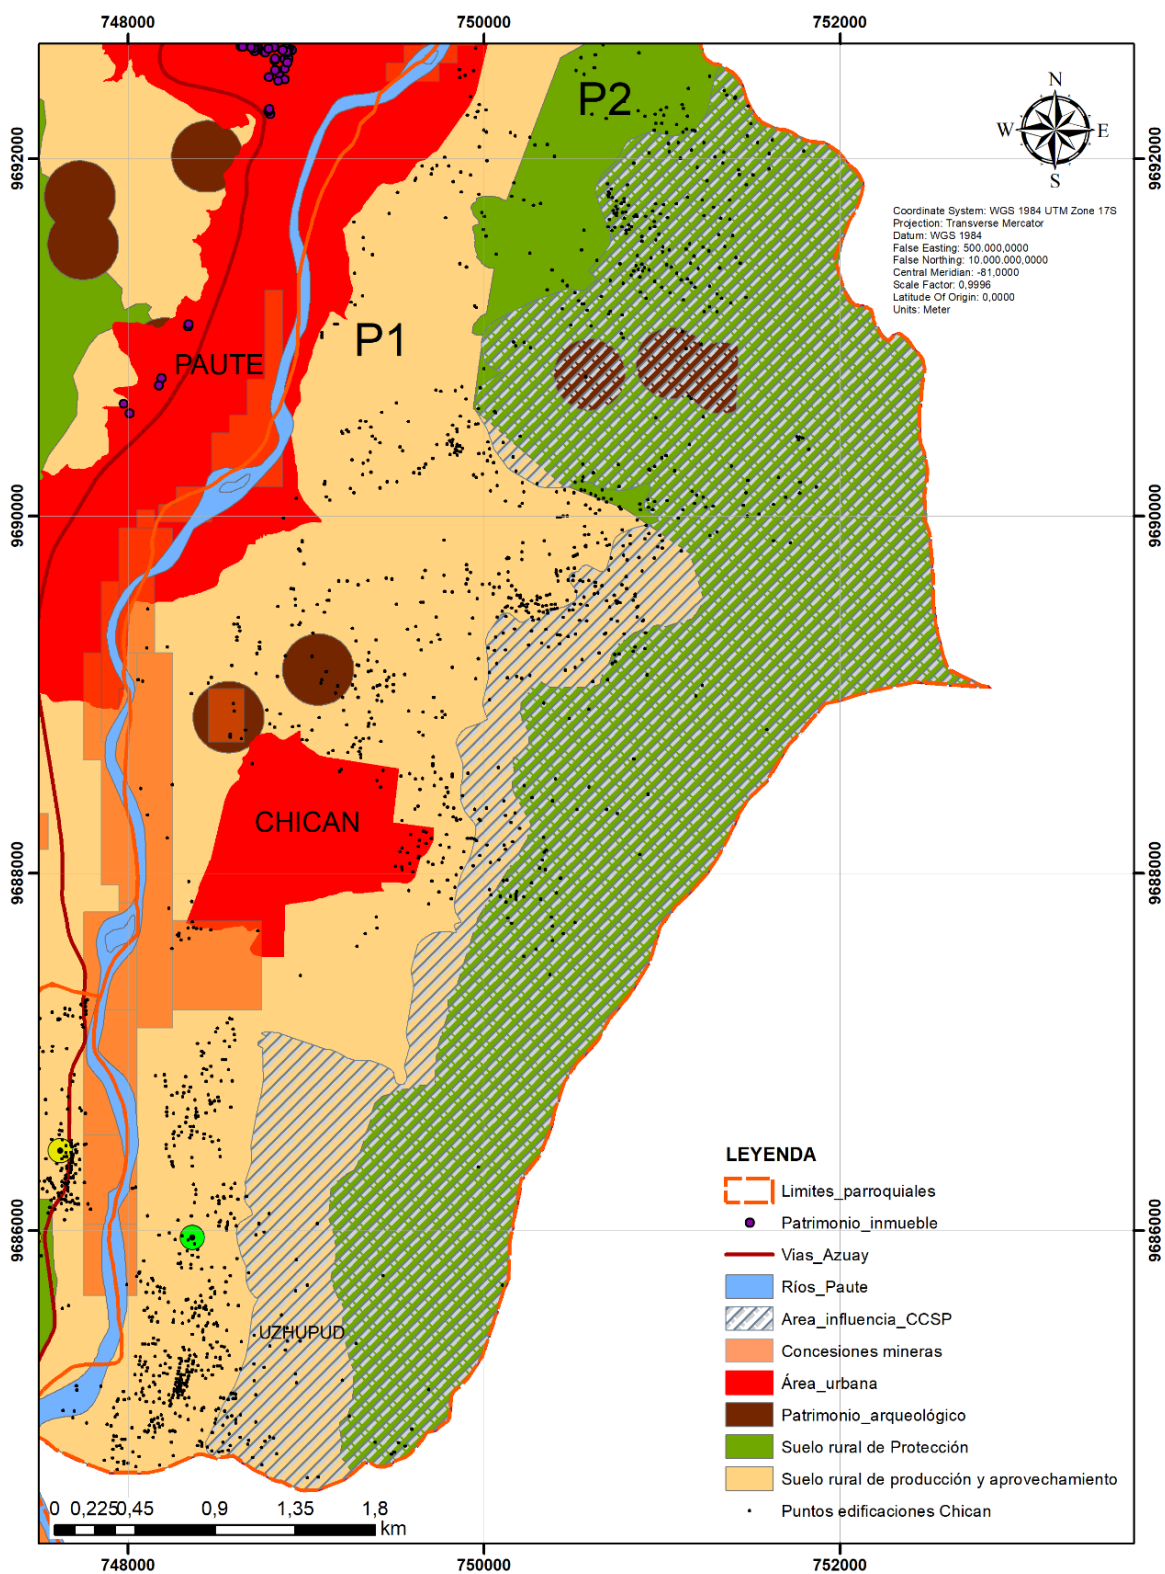 748000
750000
752000
P2
N
W
E
S
9692000
9692000
Coordinate System: WGS 1984 UTM Zone 17S
Projection: Transverse Mercator
Datum: WGS 1984
False Easting: 500.000,0000
False Northing: 10.000.000,0000
Central Meridian: -81,0000
Scale Factor: 0,9996
Latitude Of Origin: 0,0000
Units: Meter
P1
PAUTE
9690000
9690000
CHICAN
9688000
9688000
LEYENDA
Limites_parroquiales
Patrimonio_inmueble
9686000
9686000
Vias_Azuay
Ríos_Paute
Area_influencia_CCSP
UZHUPUD
Concesiones mineras
Área_urbana
Patrimonio_arqueológico
Suelo rural de Protección
Suelo rural de producción y aprovechamiento
Puntos edificaciones Chican
0 0,225 0,45 0,9 1,35 1,8
km
748000
750000
752000